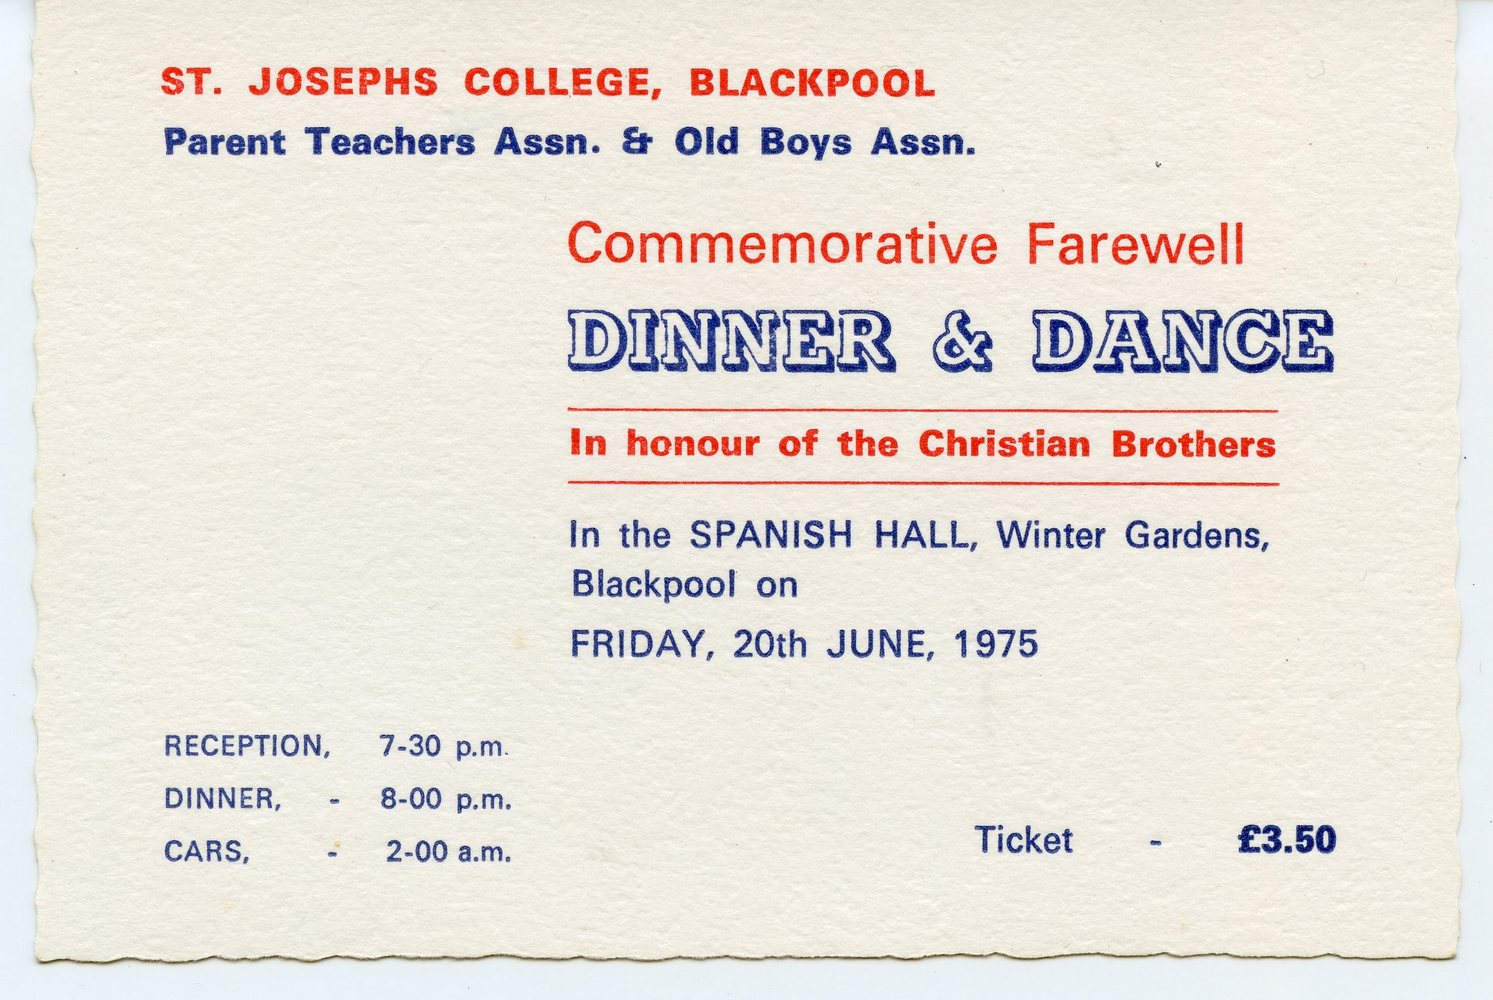 ST. JOSEPHS COLLEGE, BLACKPOOL
Parent Teachers Assn. & Old Boys Assn.
Commemorative Farewell
DINNER & DANCE
In honour of the Christian Brothers
In the SPANISH HALL, Winter Gardens,
Blackpool on
FRIDAY, 20th JUNE, 1975
RECEPTION, 7-30 p.m.
DINNER, - 8-00 p.m.
CARS, - 2-00 a.m.
Ticket - £3.50